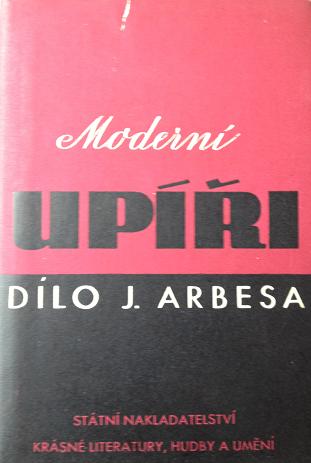 Moderní
UPÍŘI
DÍLO J. ARBESA
STÁTNÍ NAKLADATELSTVÍ
KRÁSNÉ LITERATURY, HUDBY A UMĚNÍ